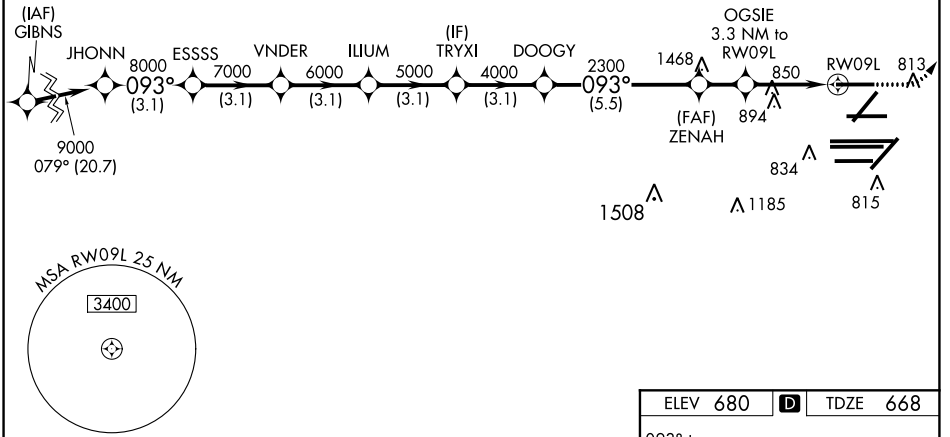 (IAF)
GIBNS
JHONN
8000
093°
(3.1)
ESSSS
7000
(3.1)
VNDER
6000
(3.1)
ILIUM
5000
(3.1)
(IF)
TRYXI
4000
(3.1)
DOOGY
2300
093°
(5.5)
1468
(FAF)
ZENAH
OGSIE
3.3 NM to
RW09L
850
894
RW09L
813
9000
079° (20.7)
834
815
1508
1185
MSA RW09L 25 NM
3400
ELEV 680 D TDZE 668